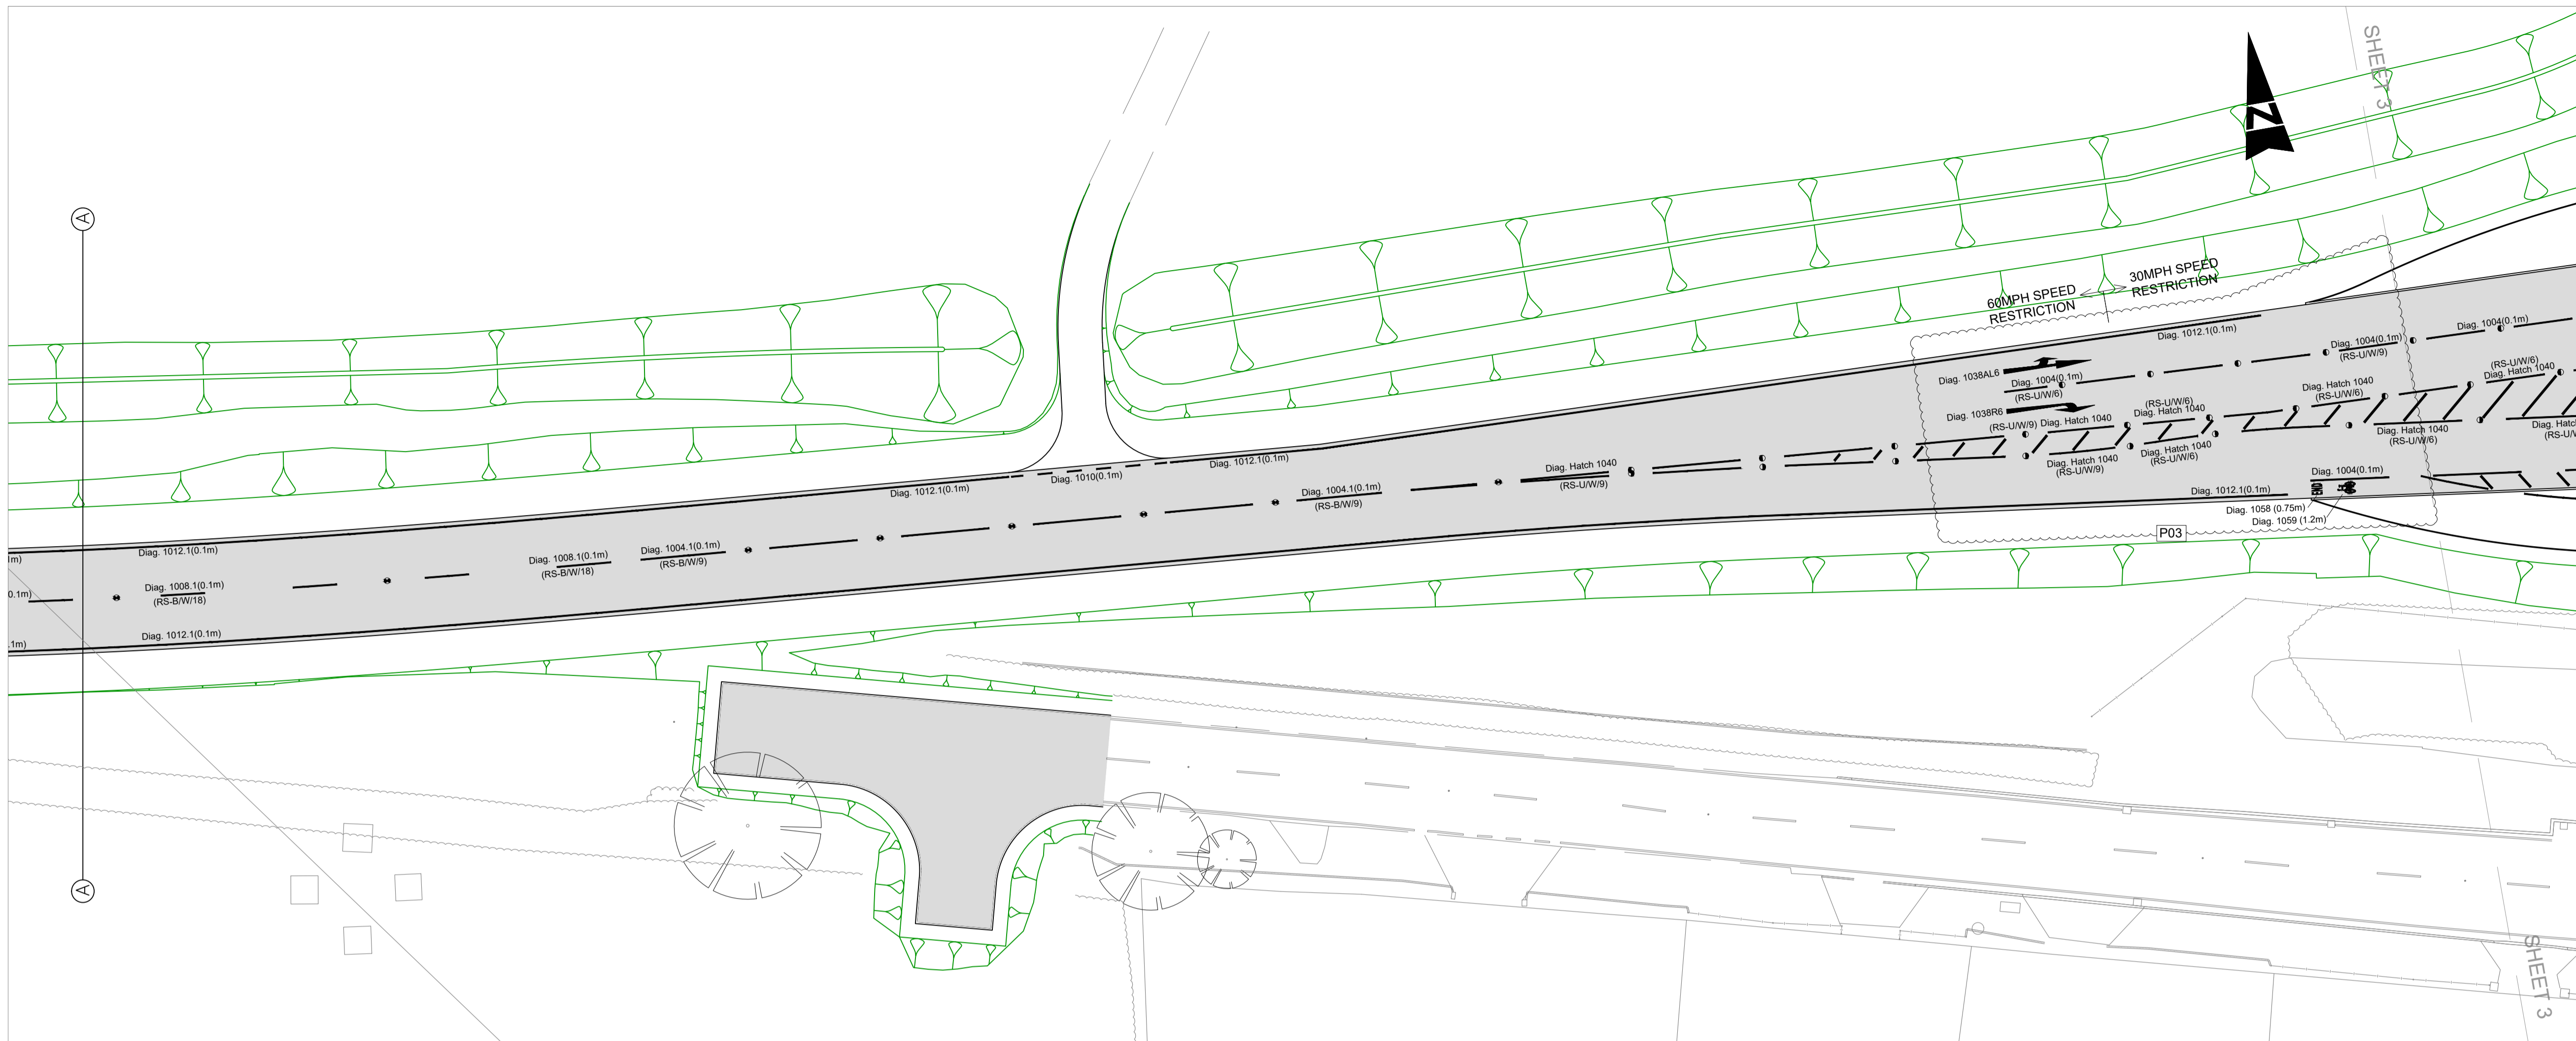 SHEET 3
N
A
30MPH SPEED
RESTRICTION
60MPH SPEED
RESTRICTION
Diag. 1004(0.1m)
Diag. 1012.1(0.1m)
Diag. 1004(0.1m)
(RS-U/W/9)
(RS-U/W/6)
Diag. Hatch 1040
Diag. 1038AL6
Diag. 1004(0.1m)
(RS-U/W/6)
Diag. Hatch 1040
(RS-U/W/6)
(RS-U/W/6)
Diag. Hatch 1040
Diag. 1038R6
(RS-U/W/9) Diag. Hatch 1040
Diag. Hatch 1040
(RS-U/W/6)
Diag. Hatch 1040
(RS-U/W/6)
Diag. Hatch 1040
(RS-U/W/9)
Diag. Hatch 1040
(RS-U/W/9)
Diag. 1012.1(0.1m)
Diag. 1010(0.1m)
Diag. 1012.1(0.1m)
Diag. 1004.1(0.1m)
(RS-B/W/9)
Diag. 1004(0.1m)
Diag. 1012.1(0.1m)
END
Diag. 1058 (0.75m)
Diag. 1059 (1.2m)
P03
Diag. 1012.1(0.1m)
Diag. 1008.1(0.1m)
(RS-B/W/18)
Diag. 1004.1(0.1m)
(RS-B/W/9)
Diag. 1008.1(0.1m)
(RS-B/W/18)
0.1m)
Diag. 1012.1(0.1m)
.1m)
A
SHEET 3